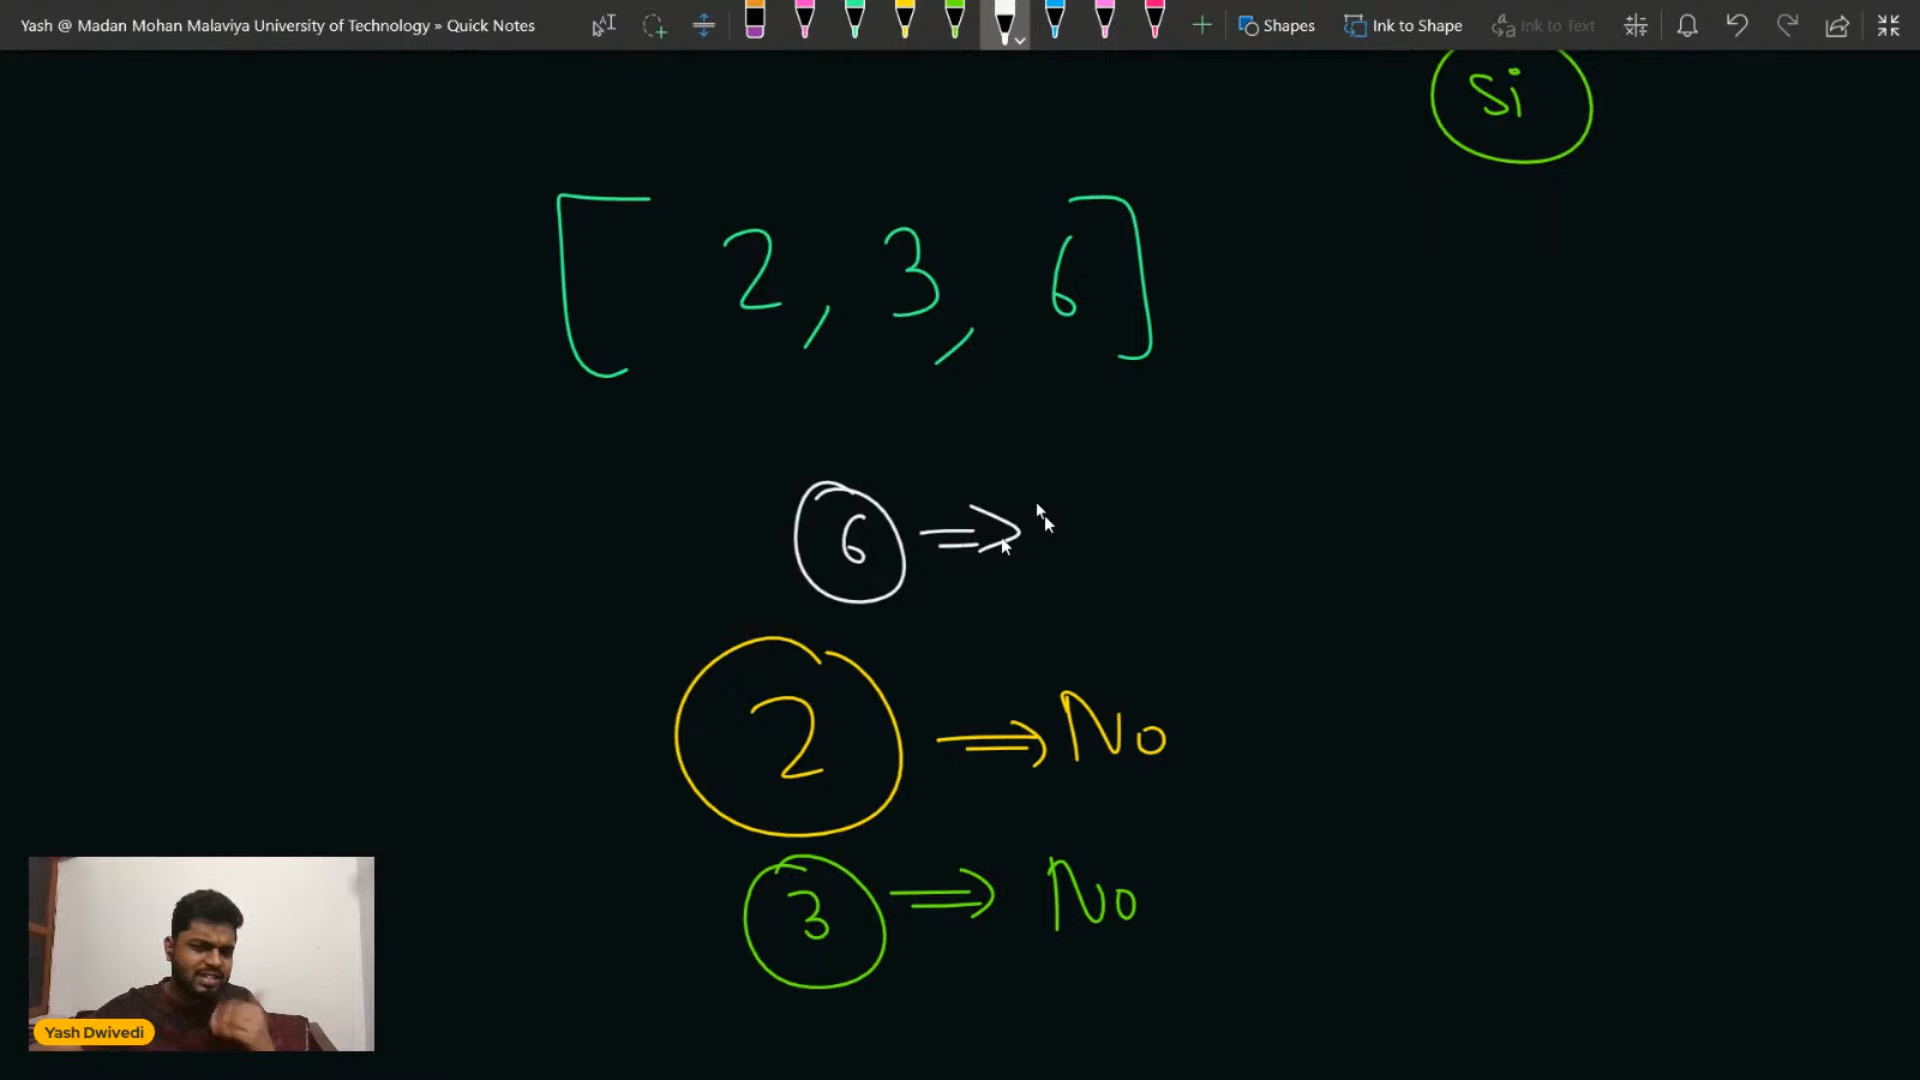 Yash @ Madan Mohan Malaviya University of Technology » Quick Notes
Shapes
Ink to Shape
Ink to Text
Si
[ 2, 3, 6 ]
6 ⇒
2 ⇒ No
3 ⇒ No
Yash Dwivedi